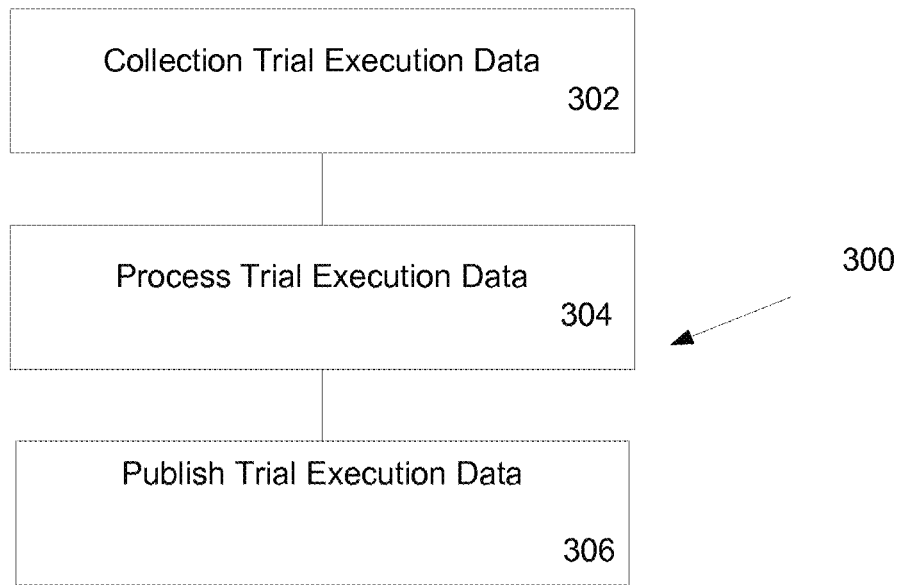 Collection Trial Execution Data
302
Process Trial Execution Data
304
300
Publish Trial Execution Data
306